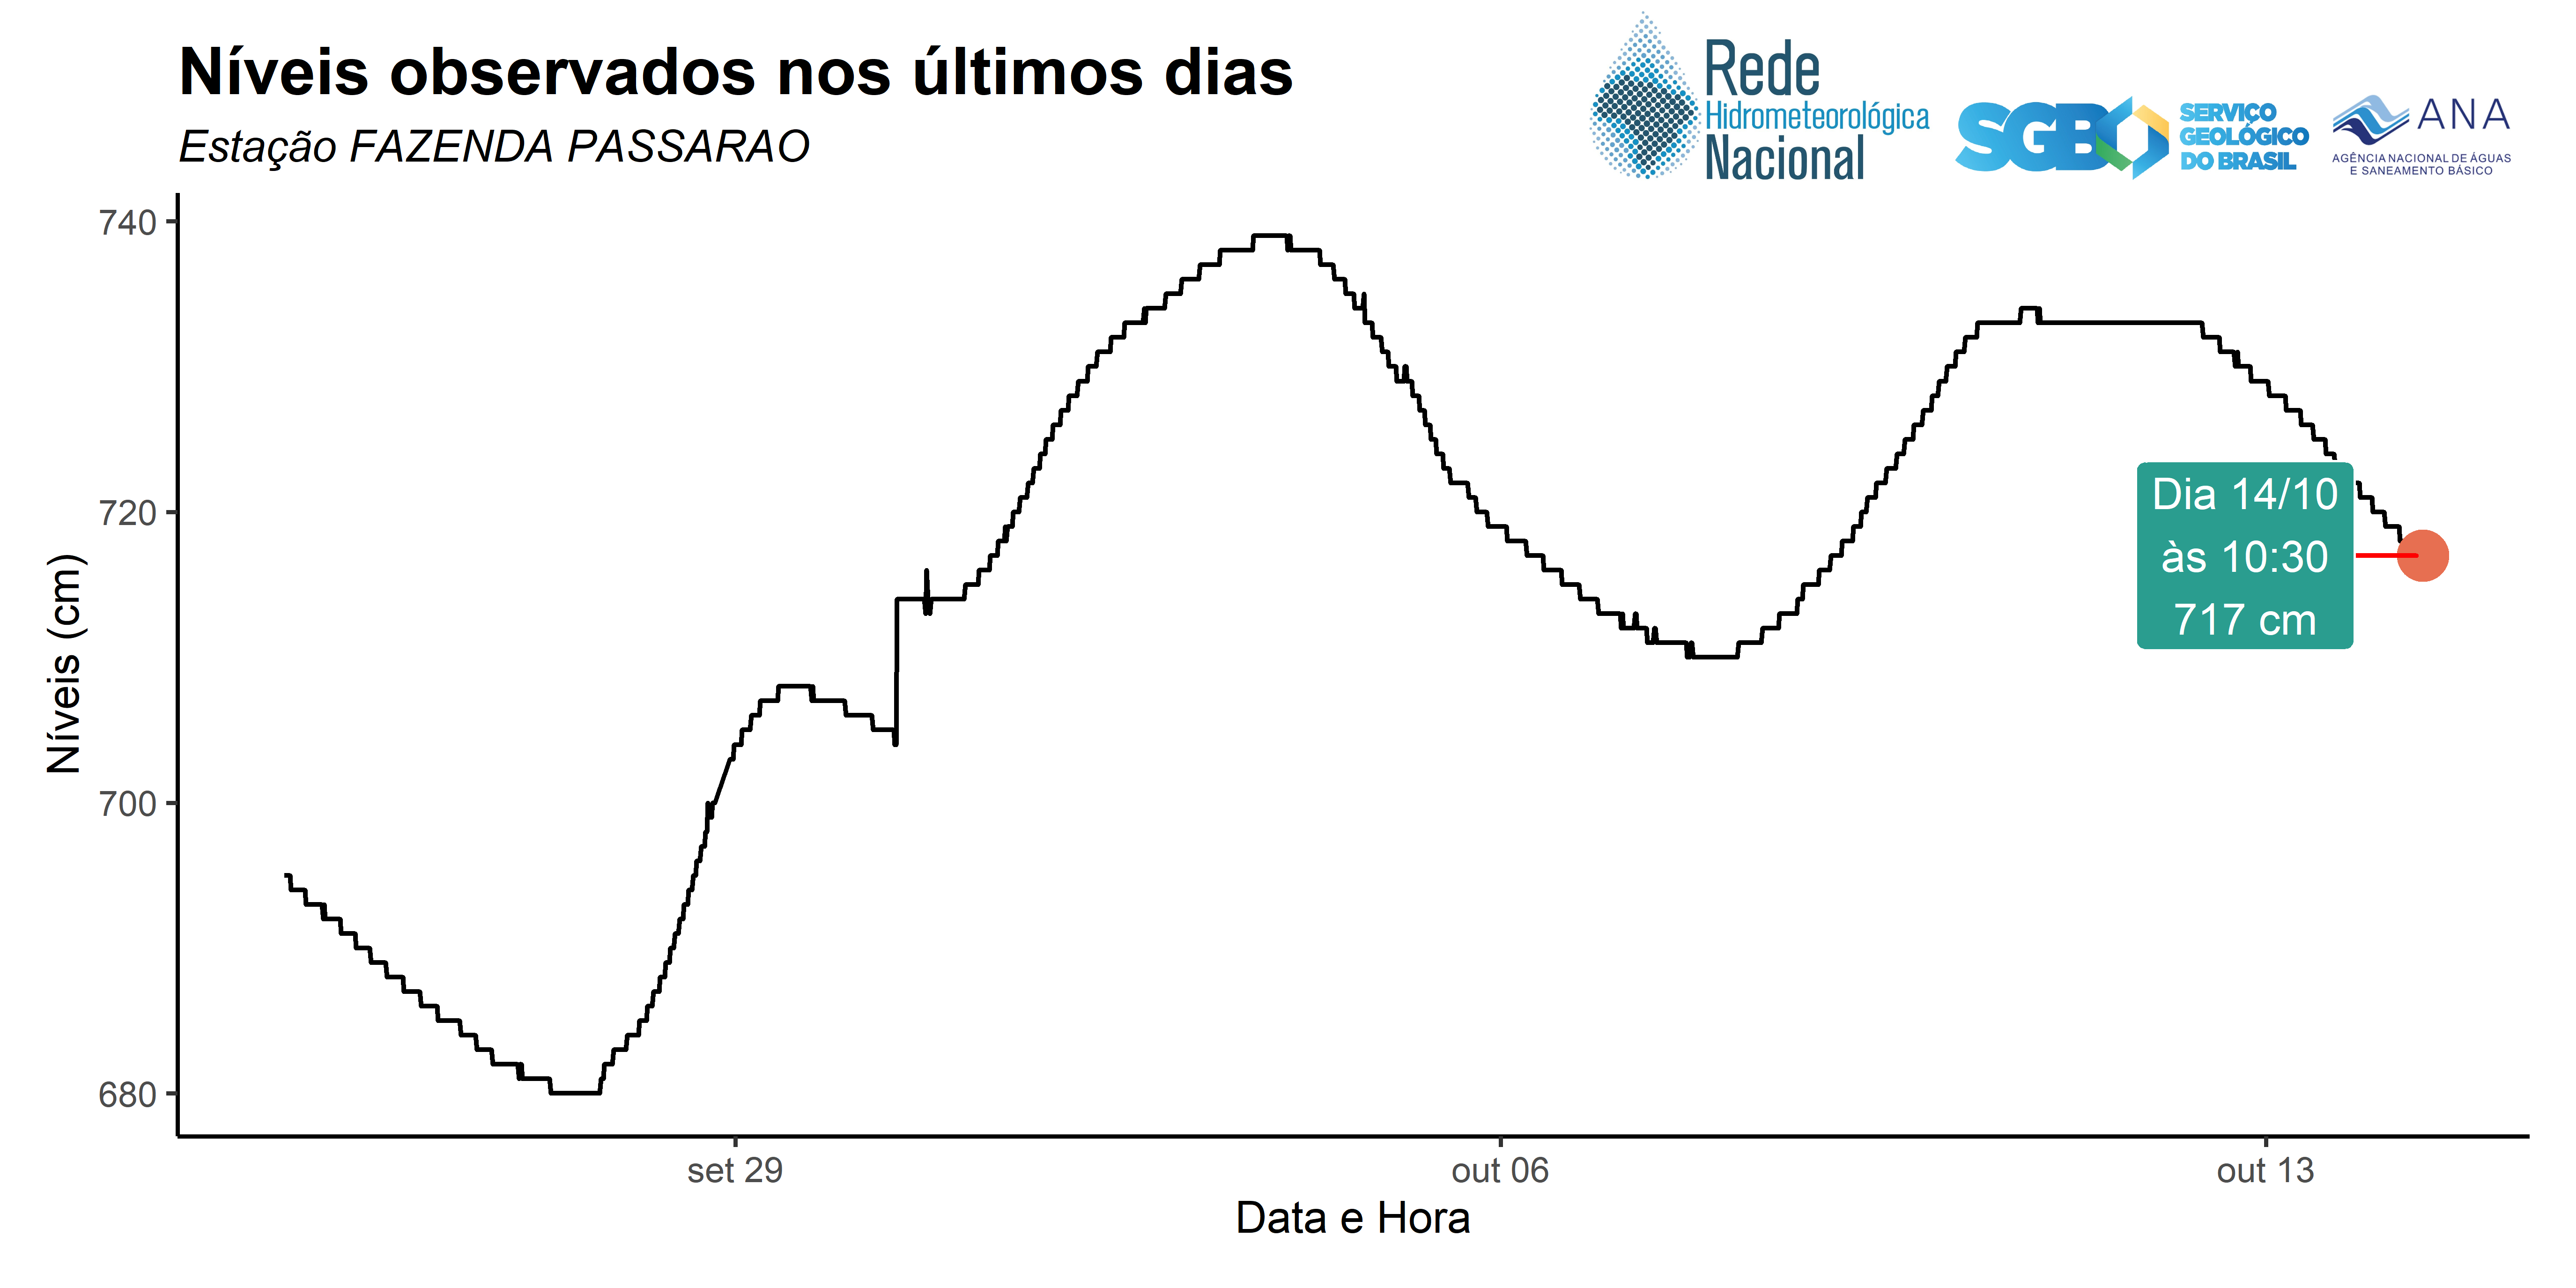 Níveis observados nos últimos dias
Estação FAZENDA PASSARAO
Rede
Hidrometeorológica
Nacional
SGB
SERVIÇO
GEOLÓGICO
DO BRASIL
ANA
AGÊNCIA NACIONAL DE ÁGUAS
E SANEAMENTO BÁSICO
Níveis (cm)
740
720
700
680
Dia 14/10
às 10:30
717 cm
set 29
out 06
out 13
Data e Hora